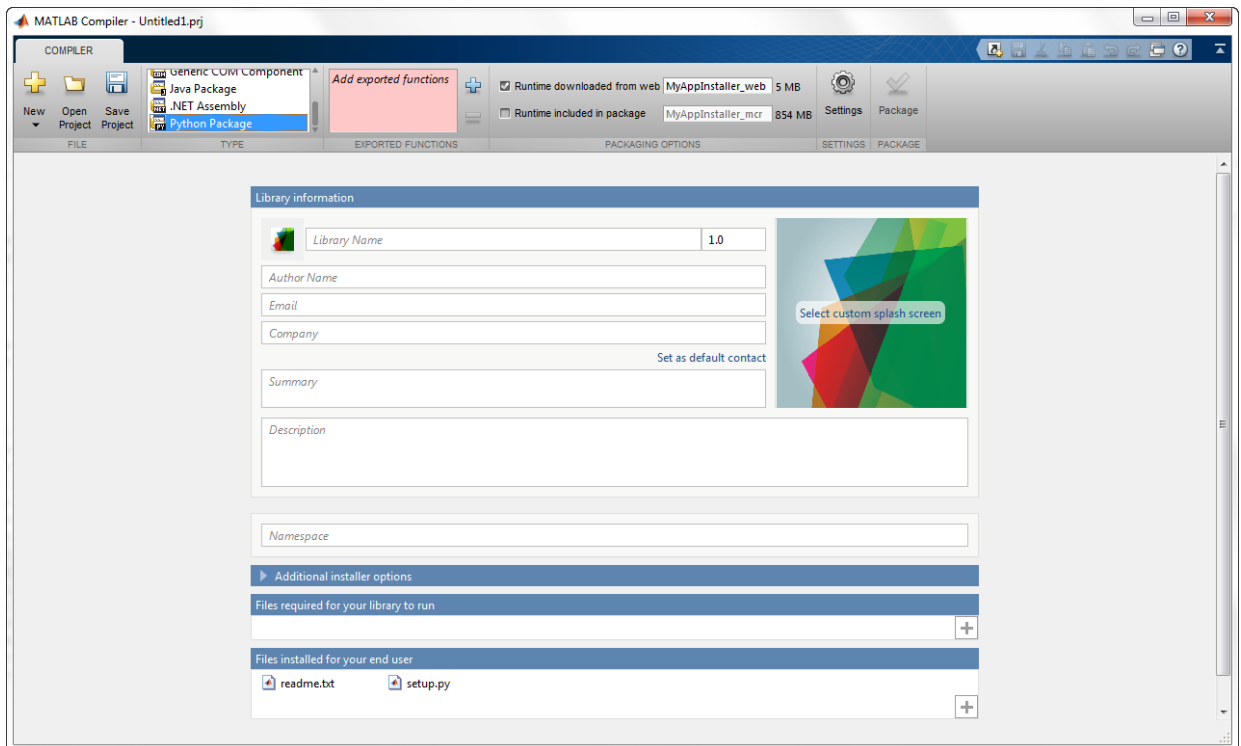 MATLAB Compiler - Untitled1.prj
COMPILER
New
Open Project
Save Project
FILE
Generic COM Component
Java Package
.NET Assembly
Python Package
TYPE
Add exported functions
EXPORTED FUNCTIONS
Runtime downloaded from web MyAppInstaller_web 5 MB
Runtime included in package MyAppInstaller_mcr 854 MB
PACKAGING OPTIONS
Settings
SETTINGS
Package
PACKAGE
Library information
Library Name 1.0
Author Name
Email
Company
Set as default contact
Select custom splash screen
Summary
Description
Namespace
Additional installer options
Files required for your library to run
Files installed for your end user
readme.txt setup.py